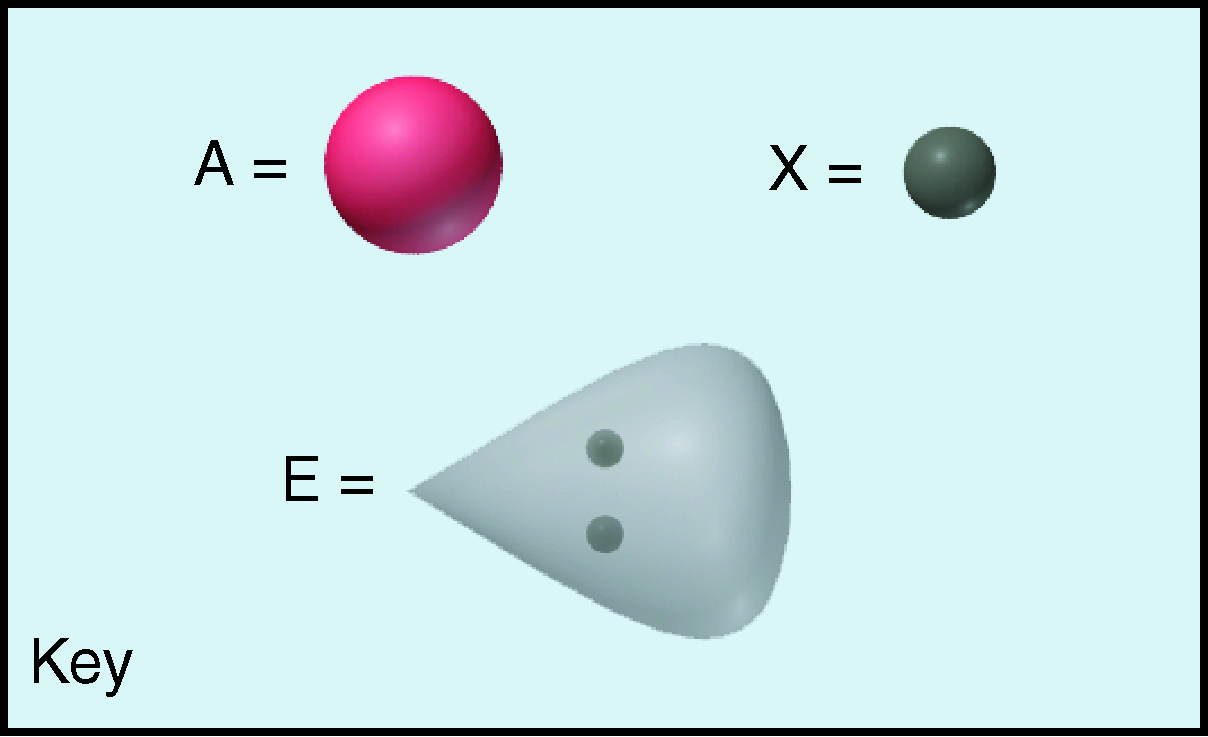 A =
X =
E =
Key